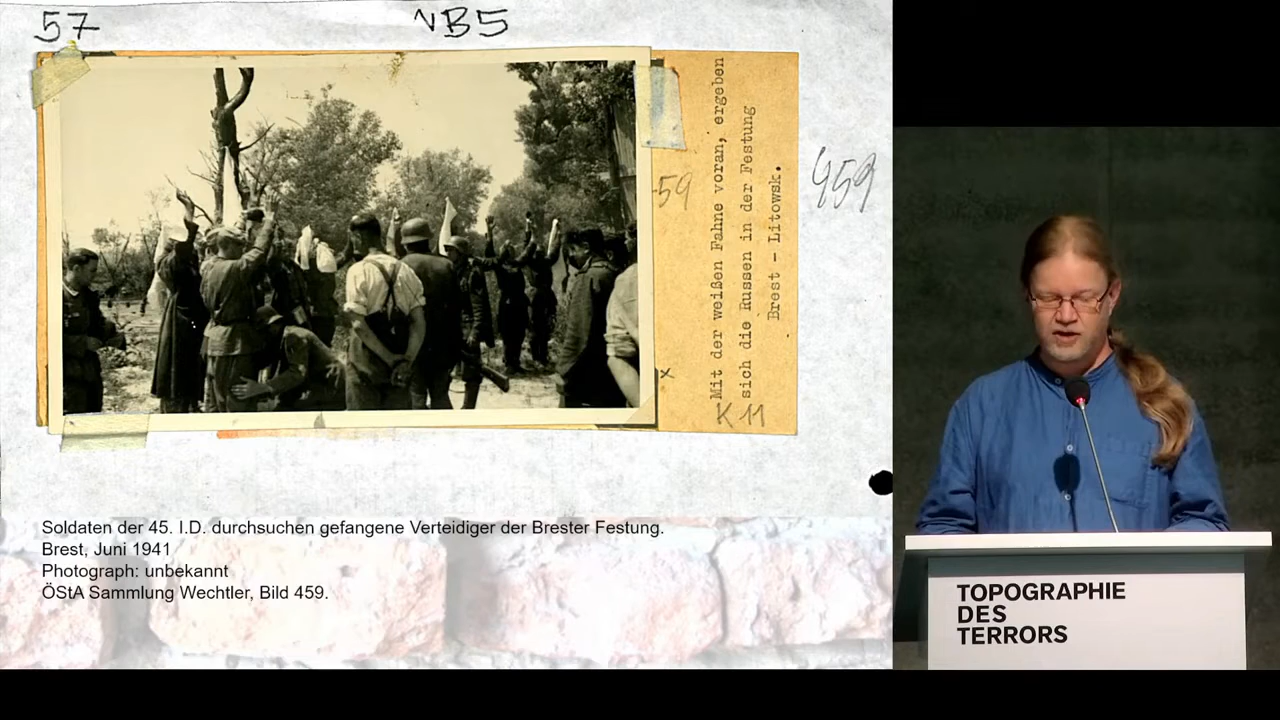 57
VB5
Mit der weißen Fahne voran, ergeben
sich die Russen in der Festung
Brest - Litowsk.
-59
459
x
K 11
Soldaten der 45. I.D. durchsuchen gefangene Verteidiger der Brester Festung.
Brest, Juni 1941
Photograph: unbekannt
ÖStA Sammlung Wechtler, Bild 459.
TOPOGRAPHIE
DES
TERRORS